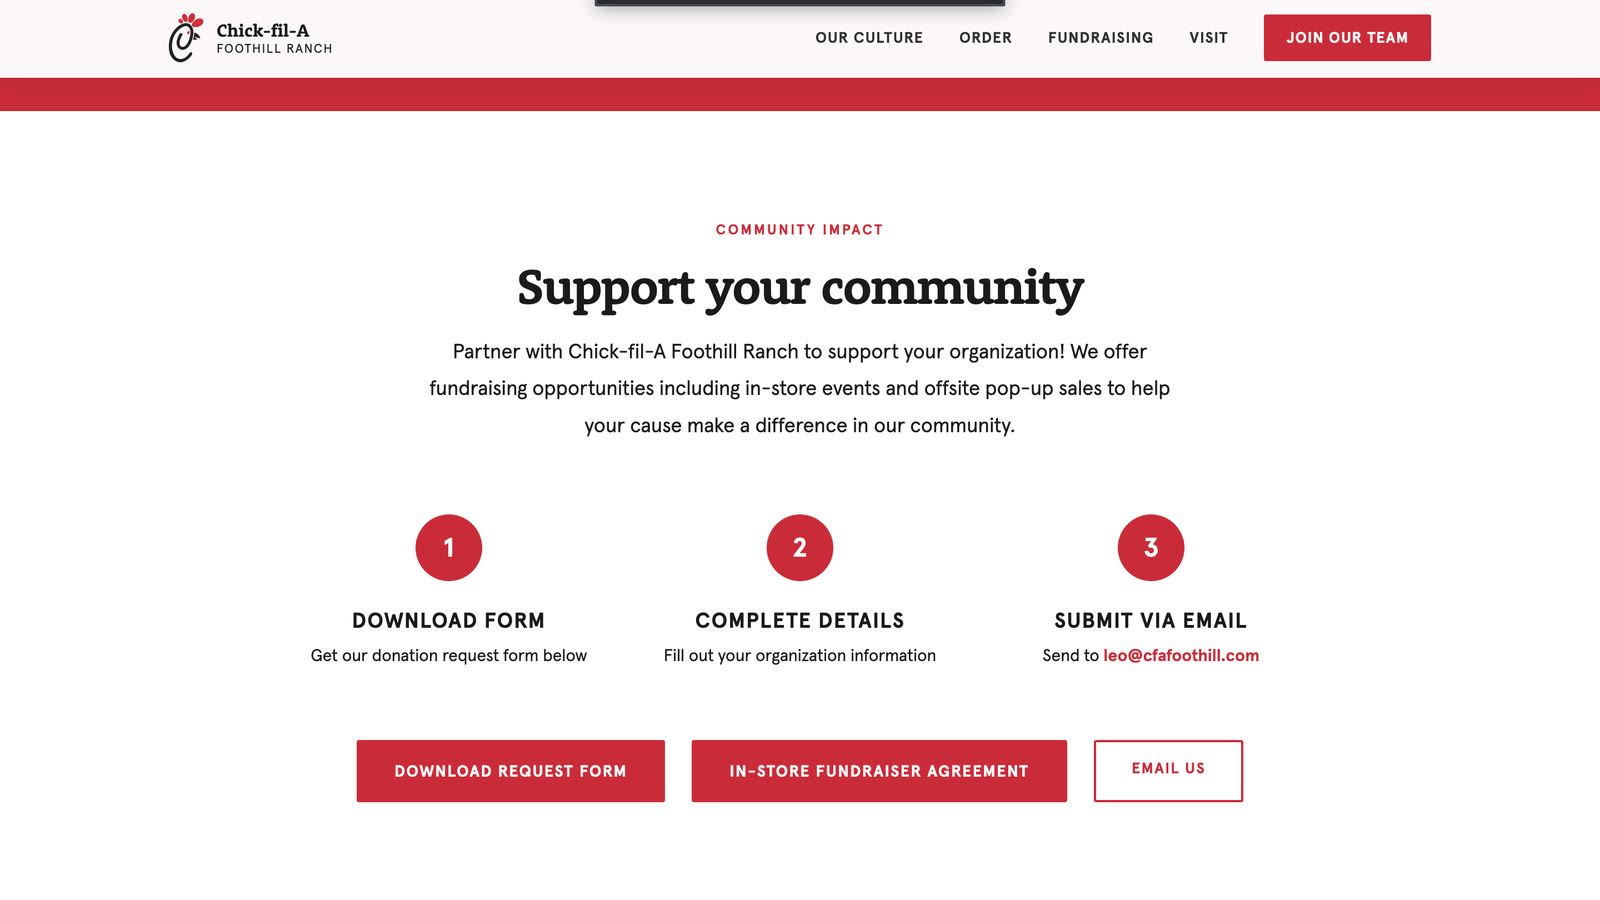 Chick-fil-A
FOOTHILL RANCH
OUR CULTURE
ORDER
FUNDRAISING
VISIT
JOIN OUR TEAM
COMMUNITY IMPACT
Support your community
Partner with Chick-fil-A Foothill Ranch to support your organization! We offer
fundraising opportunities including in-store events and offsite pop-up sales to help
your cause make a difference in our community.
1
DOWNLOAD FORM
Get our donation request form below
2
COMPLETE DETAILS
Fill out your organization information
3
SUBMIT VIA EMAIL
Send to leo@cfafoothill.com
DOWNLOAD REQUEST FORM
IN-STORE FUNDRAISER AGREEMENT
EMAIL US